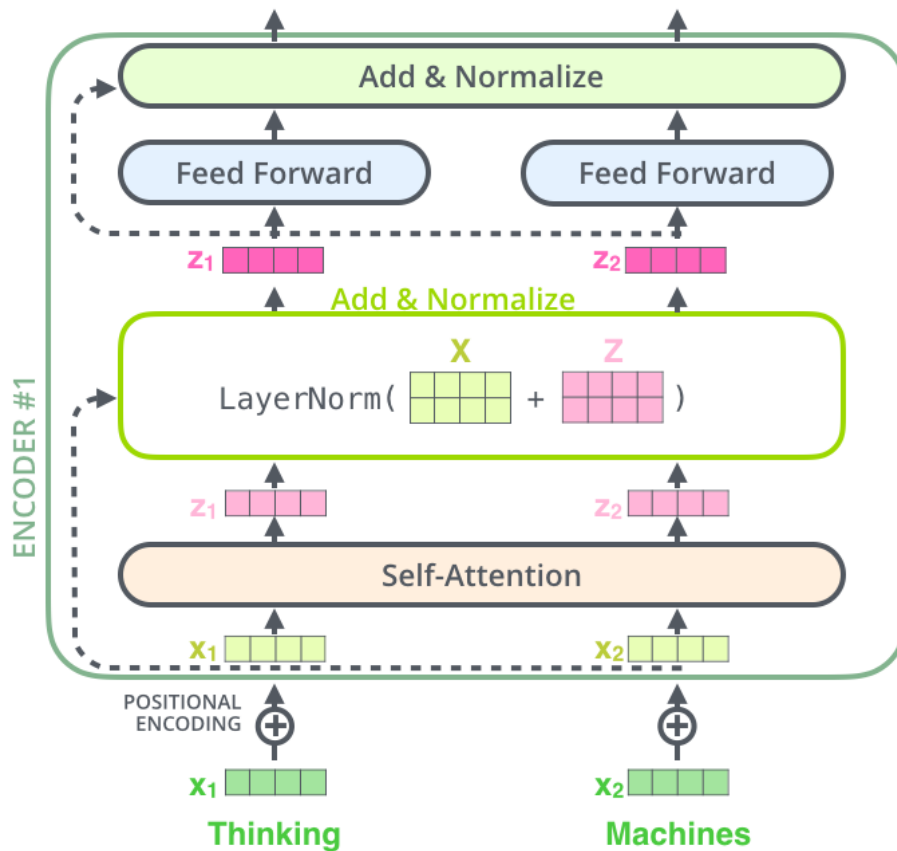 Add & Normalize
Feed Forward Feed Forward
z1 z2
Add & Normalize
X Z
LayerNorm( + )
ENCODER #1
z1 z2
Self-Attention
x1 x2
POSITIONAL
ENCODING
x1 x2
Thinking Machines